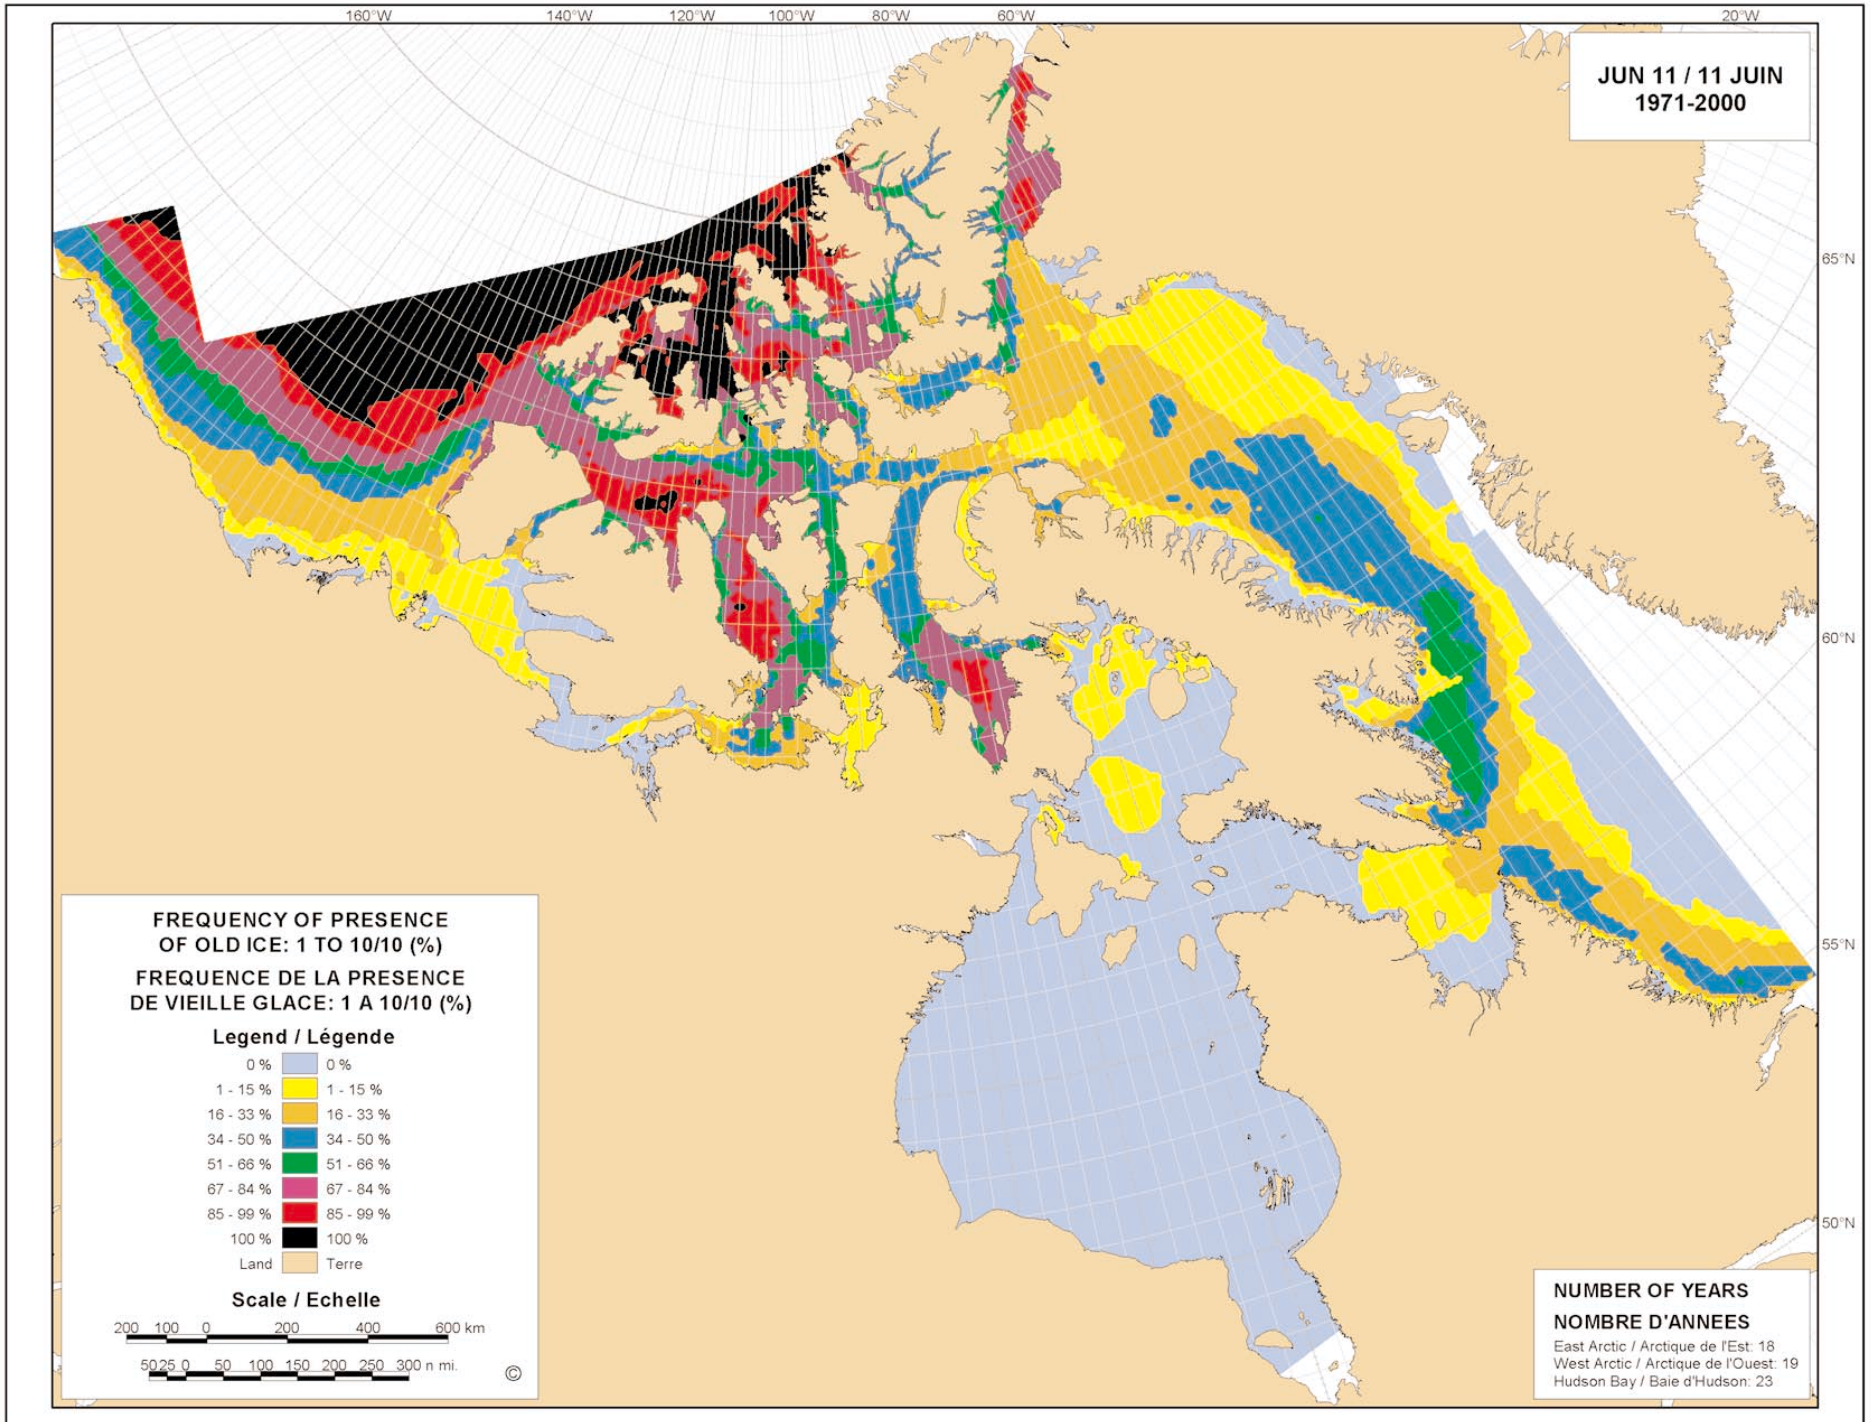 160°W 140°W 120°W 100°W 80°W 60°W 20°W
JUN 11 / 11 JUIN
1971-2000
65°N
60°N
55°N
50°N
FREQUENCY OF PRESENCE
OF OLD ICE: 1 TO 10/10 (%)
FREQUENCE DE LA PRESENCE
DE VIEILLE GLACE: 1 A 10/10 (%)
Legend / Légende
0 % 0 %
1 - 15 % 1 - 15 %
16 - 33 % 16 - 33 %
34 - 50 % 34 - 50 %
51 - 66 % 51 - 66 %
67 - 84 % 67 - 84 %
85 - 99 % 85 - 99 %
100 % 100 %
Land Terre
Scale / Echelle
200 100 0 200 400 600 km
50 25 0 50 100 150 200 250 300 n mi.
©
NUMBER OF YEARS
NOMBRE D'ANNEES
East Arctic / Arctique de l'Est: 18
West Arctic / Arctique de l'Ouest: 19
Hudson Bay / Baie d'Hudson: 23